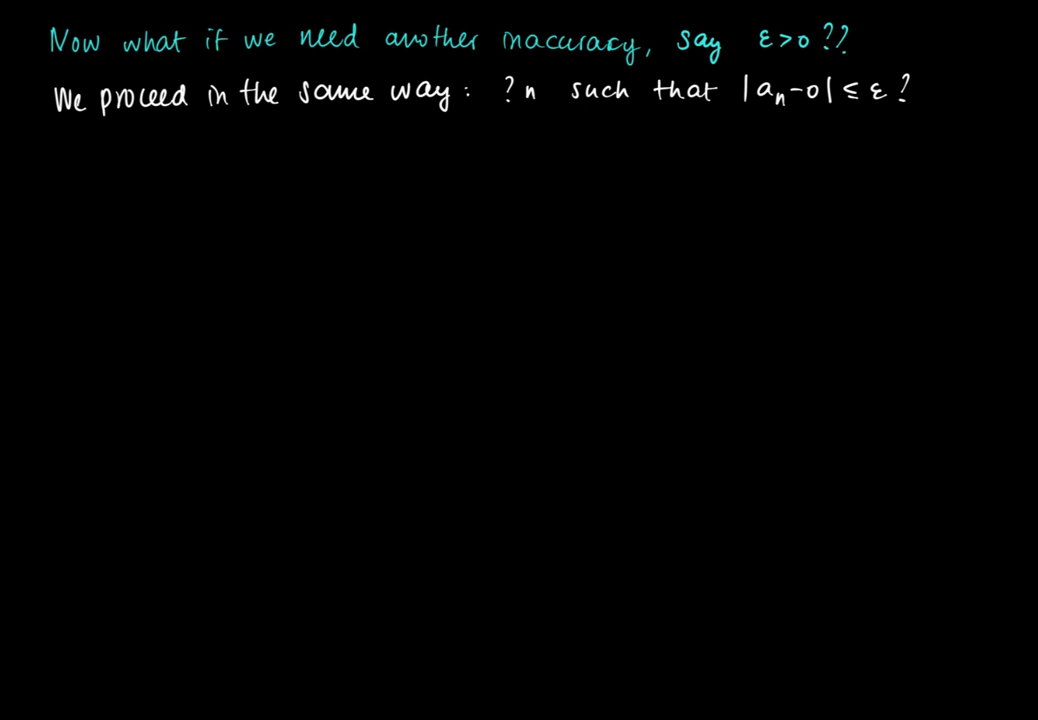 Now what if we need another inaccuracy, say ε>0??
We proceed in the same way: ?n such that |aₙ-0| ≤ ε?